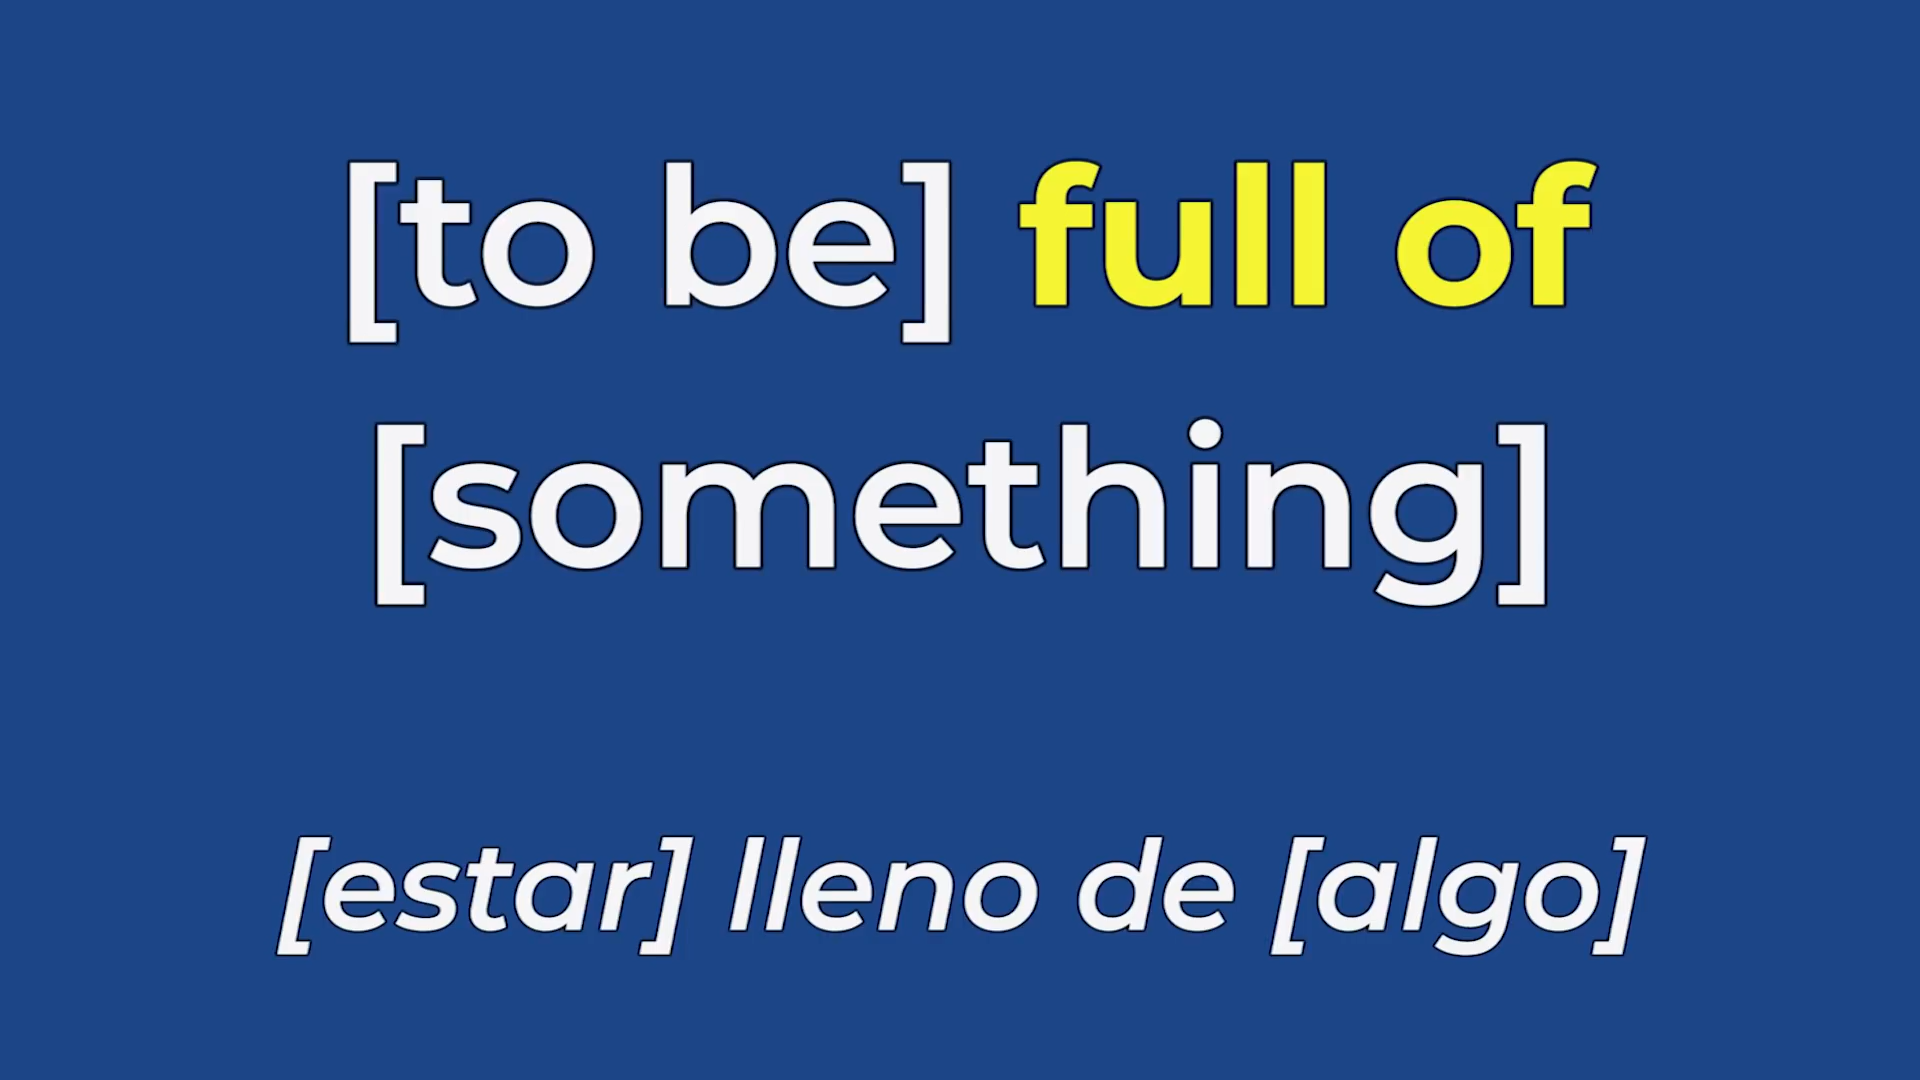 [to be] full of
[something]
[estar] lleno de [algo]